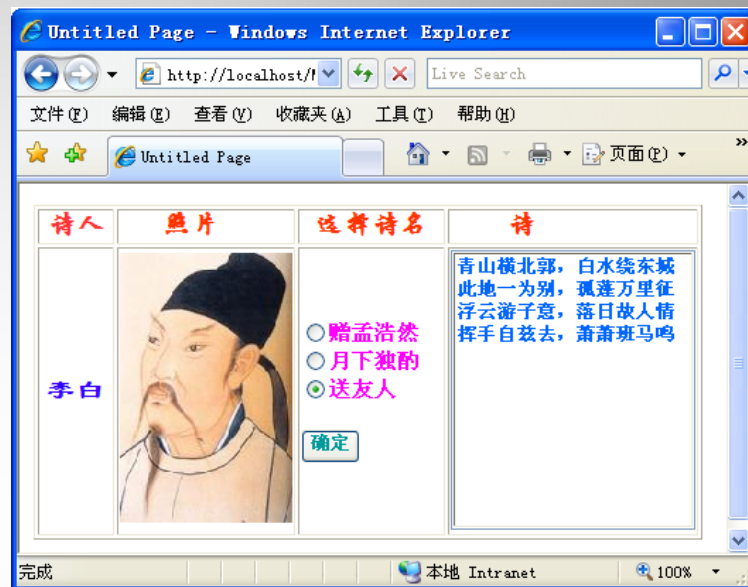 Untitled Page - Windows Internet Explorer
http://localhost/
Live Search
文件(F) 编辑(E) 查看(V) 收藏夹(A) 工具(T) 帮助(H)
Untitled Page
页面(P)
诗人 照片 选择诗名 诗
青山横北郭，白水绕东城
此地一为别，孤蓬万里征
浮云游子意，落日故人情
挥手自兹去，萧萧班马鸣
赠孟浩然
月下独酌
送友人
李白
确定
完成 本地 Intranet 100%